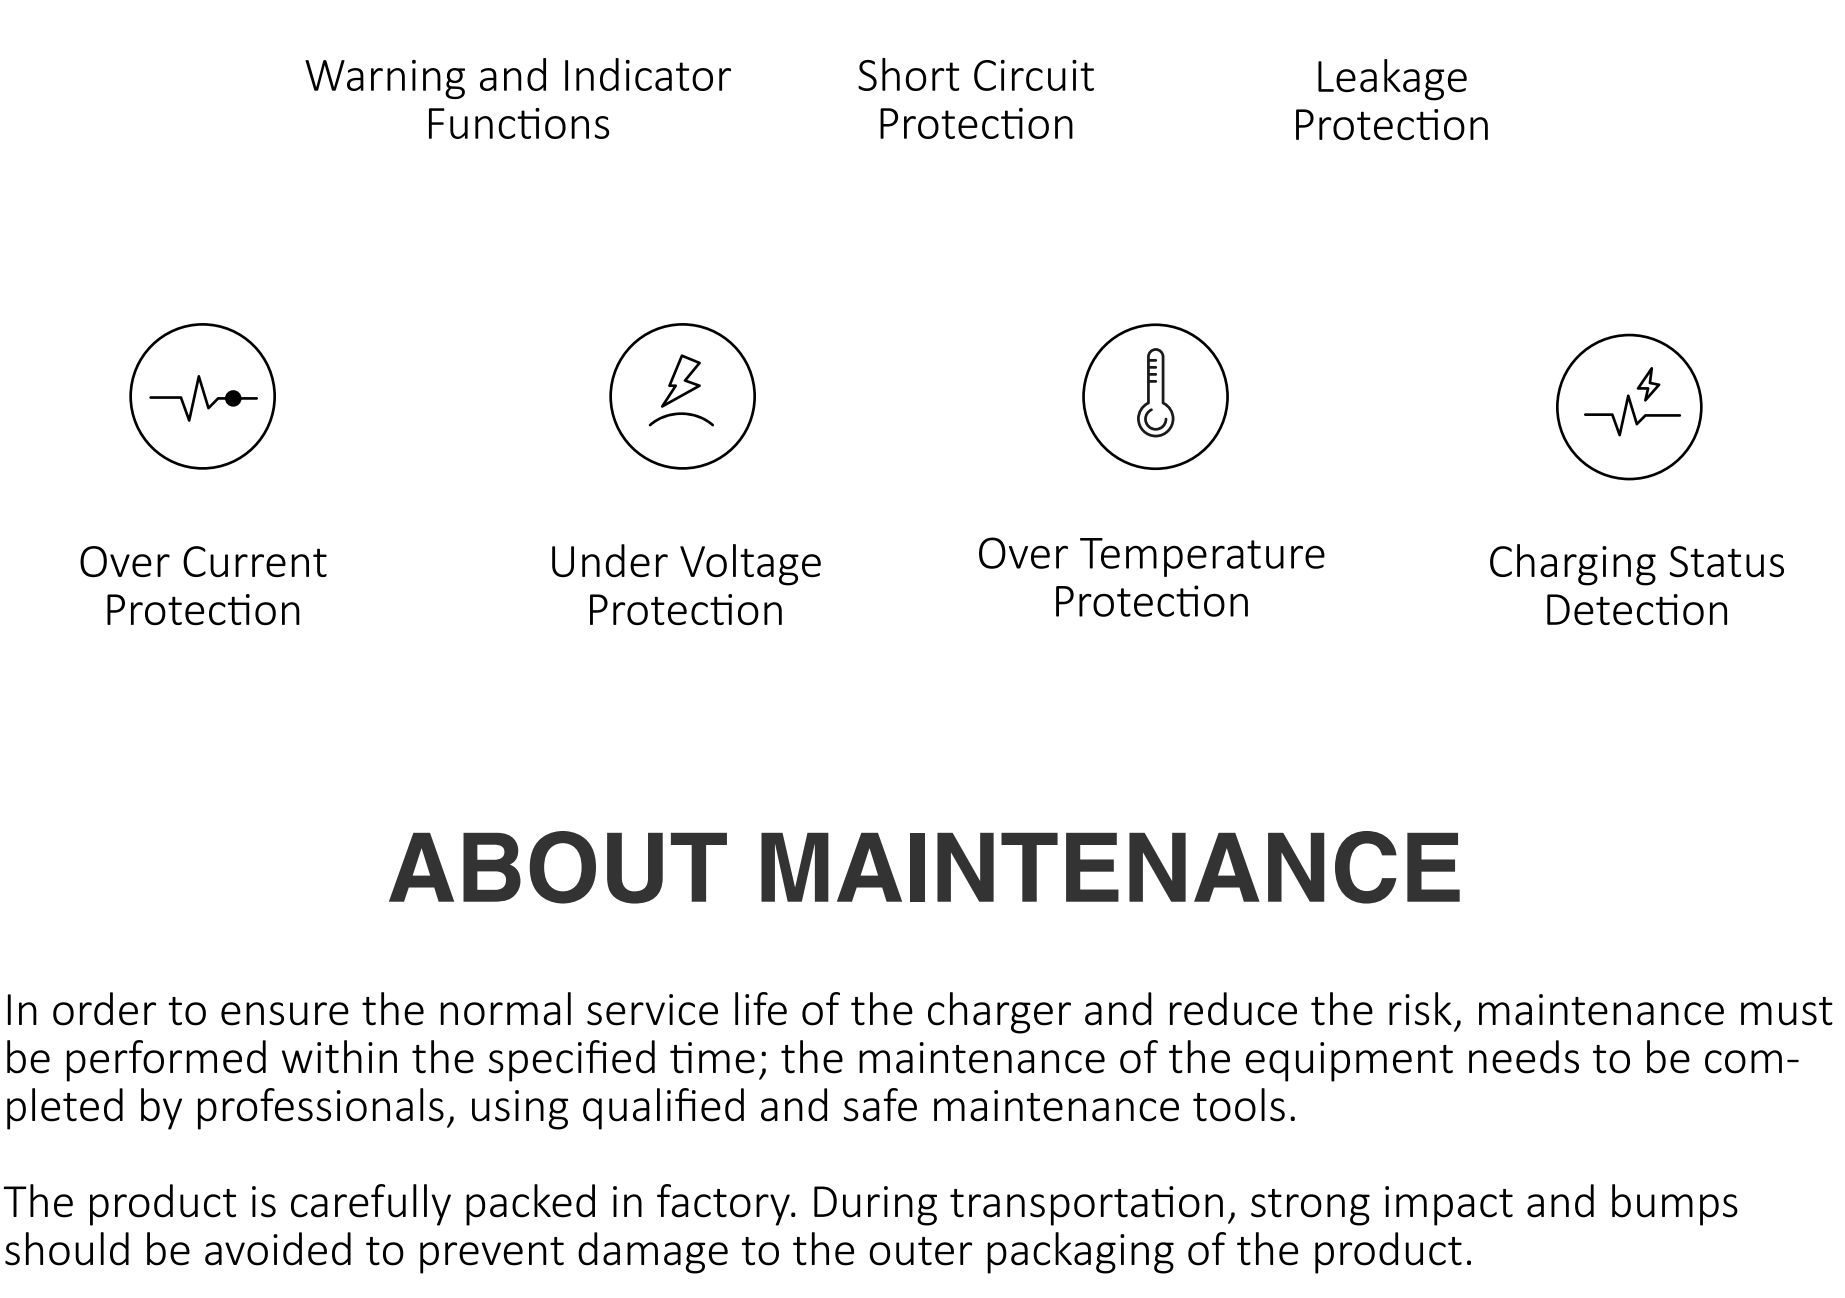 Warning and Indicator
Functions
Short Circuit
Protection
Leakage
Protection
Over Current
Protection
Under Voltage
Protection
Over Temperature
Protection
Charging Status
Detection
ABOUT MAINTENANCE
In order to ensure the normal service life of the charger and reduce the risk, maintenance must
be performed within the specified time; the maintenance of the equipment needs to be com-
pleted by professionals, using qualified and safe maintenance tools.
The product is carefully packed in factory. During transportation, strong impact and bumps
should be avoided to prevent damage to the outer packaging of the product.